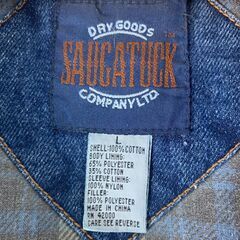 DRY GOODS
SAUGATUCK
TM
COMPANY LTD.
L
SHELL: 100% COTTON
BODY LINING:
65% POLYESTER
35% COTTON
SLEEVE LINING:
100% NYLON
FILLER:
100% POLYESTER
MADE IN
CHINA
RN 42000
CARE SEE REVERSE